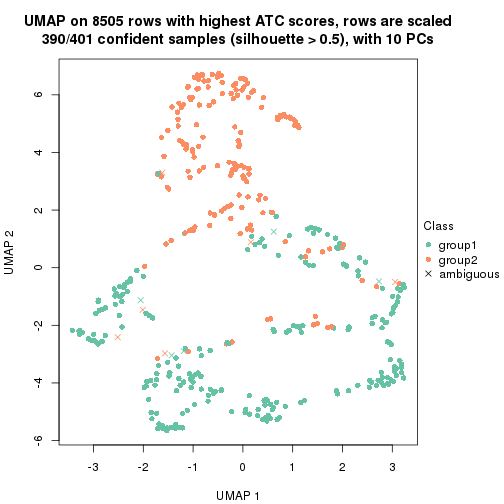 UMAP on 8505 rows with highest ATC scores, rows are scaled
390/401 confident samples (silhouette > 0.5), with 10 PCs
6
4
2
0
-2
-4
-6
UMAP 2
-3 -2 -1 0 1 2 3
UMAP 1
Class
group1
group2
ambiguous